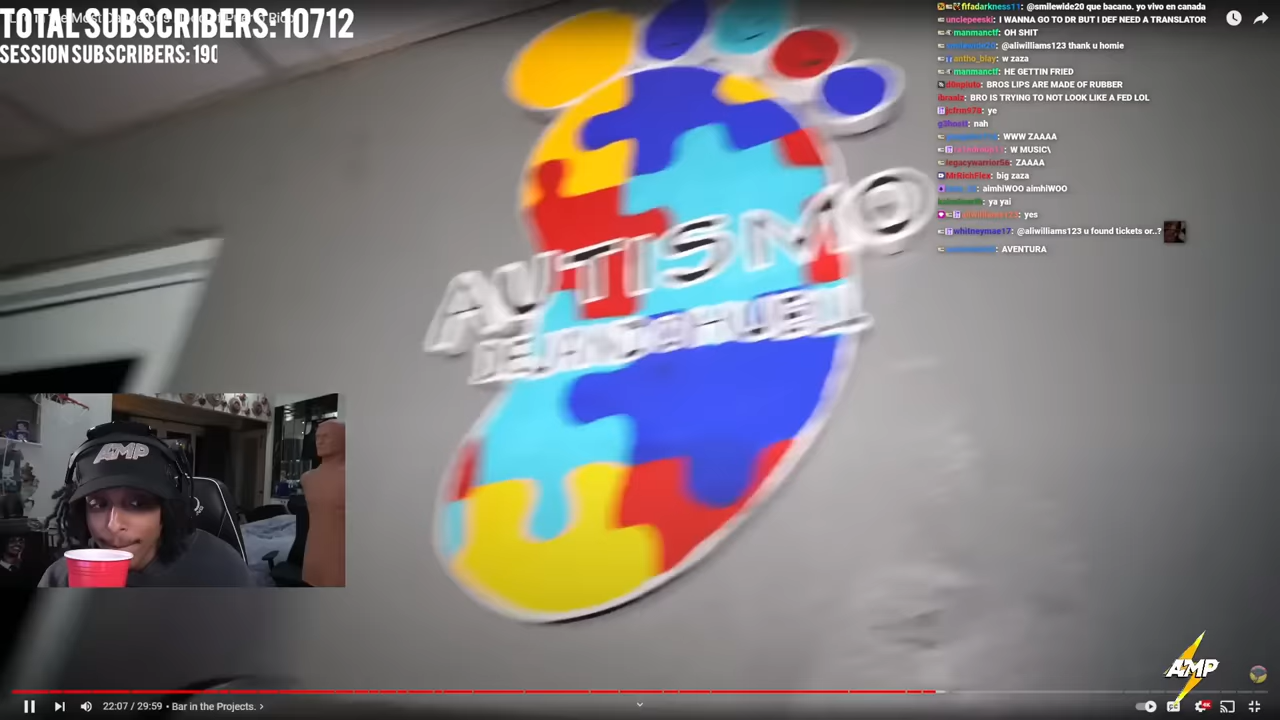 TOTAL SUBSCRIBERS: 10712
SESSION SUBSCRIBERS: 190
AUTISMO
fifadarkness11: @smilewide20 que bacano. yo vivo en canada
unclepeeski: I WANNA GO TO DR BUT I DEF NEED A TRANSLATOR
manmanctf: OH SHIT
@aliwilliams123 thank u homie
antho_blay: w zaza
manmanctf: HE GETTIN FRIED
BROS LIPS ARE MADE OF RUBBER
BRO IS TRYING TO NOT LOOK LIKE A FED LOL
ye
nah
WWW ZAAAA
W MUSIC\
legacywarrior56: ZAAAA
MrRichFlex: big zaza
aimhiWOO aimhiWOO
ya yai
yes
whitneymae17: @aliwilliams123 u found tickets or..?
AVENTURA
AMP
AMP
22:07 / 29:59 • Bar in the Projects. ›
4K